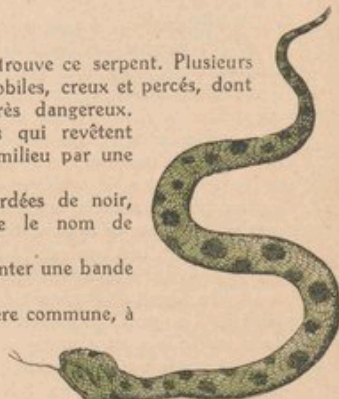 trouve ce serpent. Plusieurs
obiles, creux et percés, dont
rès dangereux.
qui revêtent
milieu par une
rdées de noir,
e le nom de
nter une bande
ère commune, à